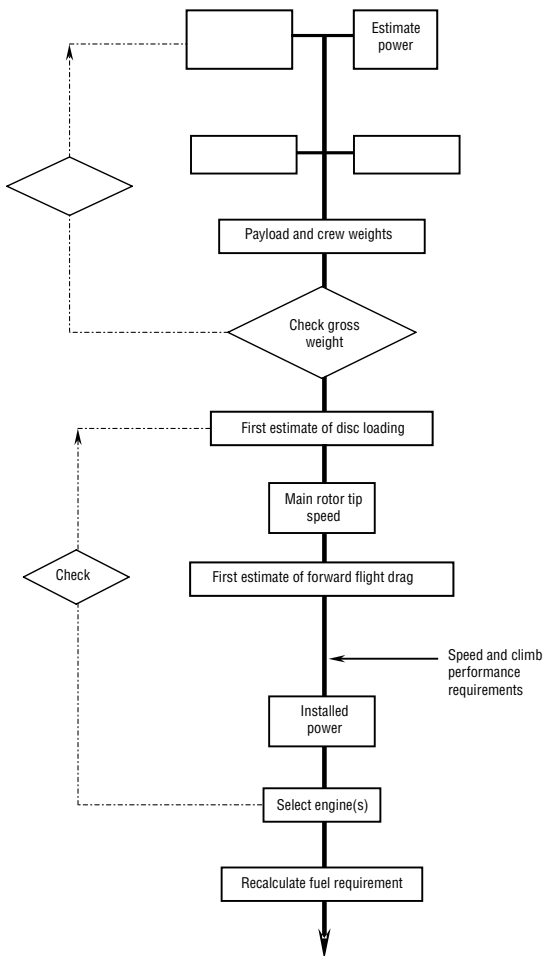 Estimate
power
Payload and crew weights
Check gross
weight
First estimate of disc loading
Main rotor tip
speed
Check
First estimate of forward flight drag
Speed and climb
performance
requirements
Installed
power
Select engine(s)
Recalculate fuel requirement